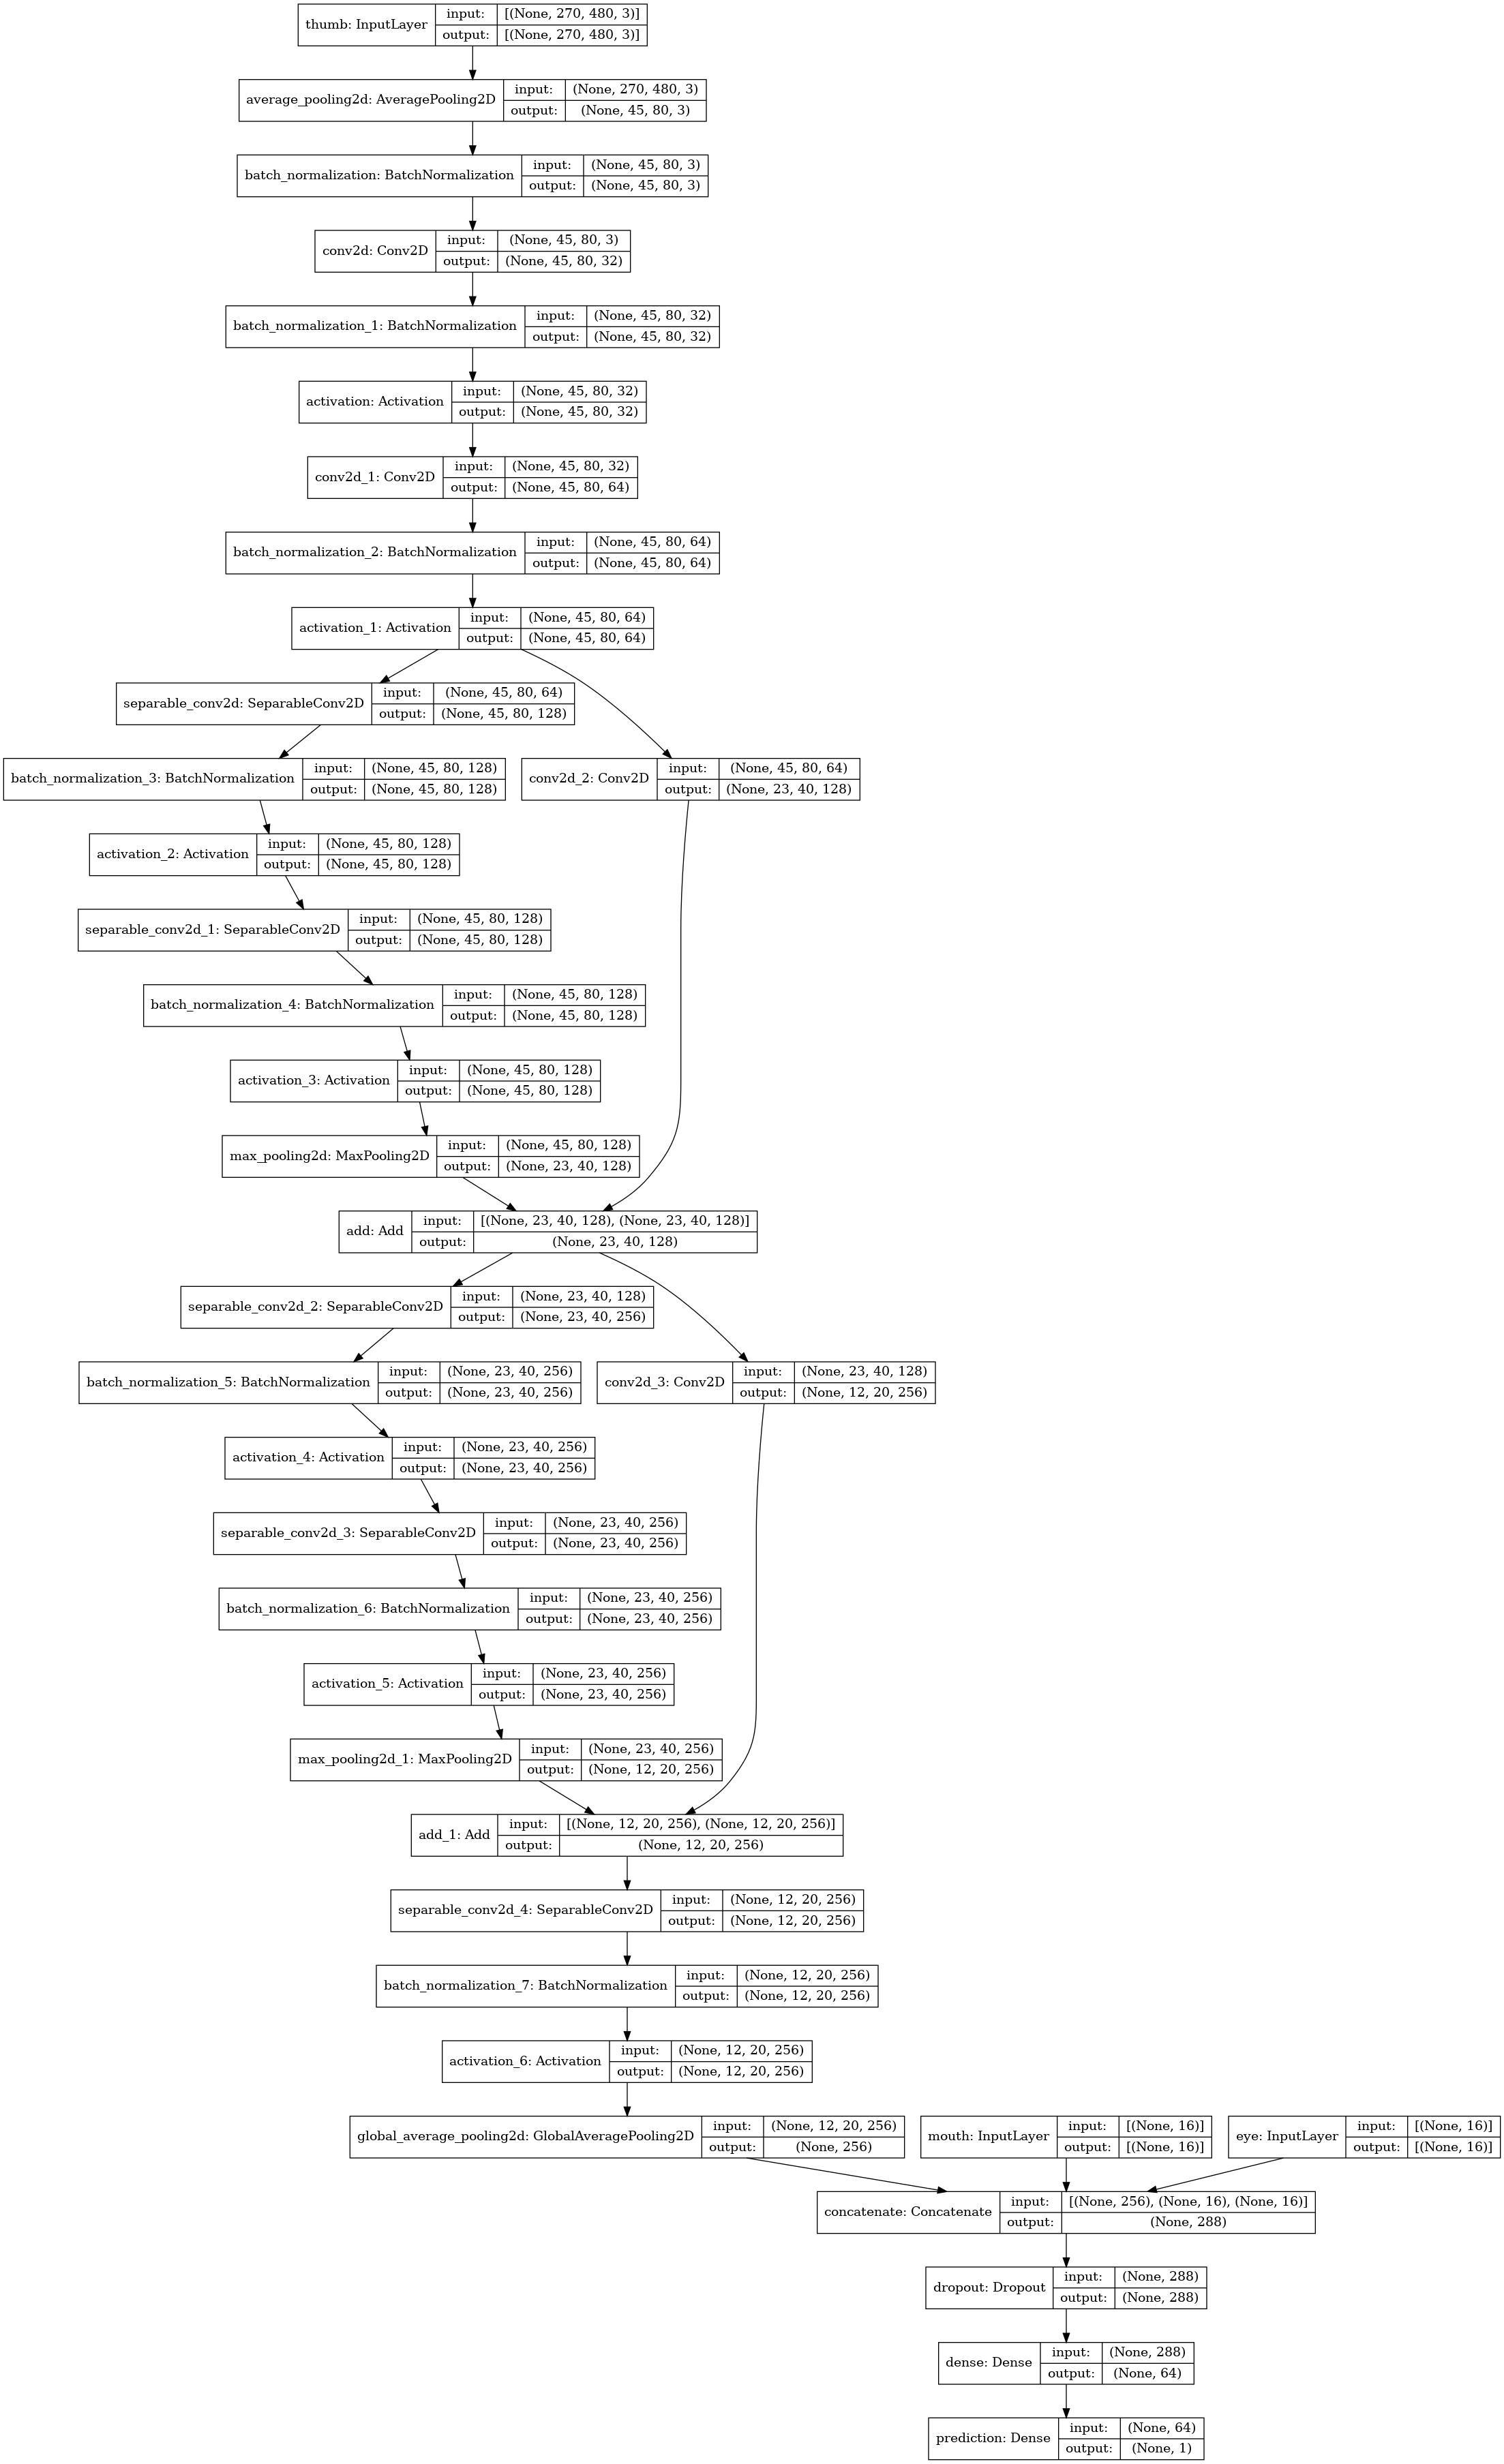 thumb: InputLayer
input: [(None, 270, 480, 3)]
output: [(None, 270, 480, 3)]
average_pooling2d: AveragePooling2D
input: (None, 270, 480, 3)
output: (None, 45, 80, 3)
batch_normalization: BatchNormalization
input: (None, 45, 80, 3)
output: (None, 45, 80, 3)
conv2d: Conv2D
input: (None, 45, 80, 3)
output: (None, 45, 80, 32)
batch_normalization_1: BatchNormalization
input: (None, 45, 80, 32)
output: (None, 45, 80, 32)
activation: Activation
input: (None, 45, 80, 32)
output: (None, 45, 80, 32)
conv2d_1: Conv2D
input: (None, 45, 80, 32)
output: (None, 45, 80, 64)
batch_normalization_2: BatchNormalization
input: (None, 45, 80, 64)
output: (None, 45, 80, 64)
activation_1: Activation
input: (None, 45, 80, 64)
output: (None, 45, 80, 64)
separable_conv2d: SeparableConv2D
input: (None, 45, 80, 64)
output: (None, 45, 80, 128)
batch_normalization_3: BatchNormalization
input: (None, 45, 80, 128)
output: (None, 45, 80, 128)
conv2d_2: Conv2D
input: (None, 45, 80, 64)
output: (None, 23, 40, 128)
activation_2: Activation
input: (None, 45, 80, 128)
output: (None, 45, 80, 128)
separable_conv2d_1: SeparableConv2D
input: (None, 45, 80, 128)
output: (None, 45, 80, 128)
batch_normalization_4: BatchNormalization
input: (None, 45, 80, 128)
output: (None, 45, 80, 128)
activation_3: Activation
input: (None, 45, 80, 128)
output: (None, 45, 80, 128)
max_pooling2d: MaxPooling2D
input: (None, 45, 80, 128)
output: (None, 23, 40, 128)
add: Add
input: [(None, 23, 40, 128), (None, 23, 40, 128)]
output: (None, 23, 40, 128)
separable_conv2d_2: SeparableConv2D
input: (None, 23, 40, 128)
output: (None, 23, 40, 256)
batch_normalization_5: BatchNormalization
input: (None, 23, 40, 256)
output: (None, 23, 40, 256)
conv2d_3: Conv2D
input: (None, 23, 40, 128)
output: (None, 12, 20, 256)
activation_4: Activation
input: (None, 23, 40, 256)
output: (None, 23, 40, 256)
separable_conv2d_3: SeparableConv2D
input: (None, 23, 40, 256)
output: (None, 23, 40, 256)
batch_normalization_6: BatchNormalization
input: (None, 23, 40, 256)
output: (None, 23, 40, 256)
activation_5: Activation
input: (None, 23, 40, 256)
output: (None, 23, 40, 256)
max_pooling2d_1: MaxPooling2D
input: (None, 23, 40, 256)
output: (None, 12, 20, 256)
add_1: Add
input: [(None, 12, 20, 256), (None, 12, 20, 256)]
output: (None, 12, 20, 256)
separable_conv2d_4: SeparableConv2D
input: (None, 12, 20, 256)
output: (None, 12, 20, 256)
batch_normalization_7: BatchNormalization
input: (None, 12, 20, 256)
output: (None, 12, 20, 256)
activation_6: Activation
input: (None, 12, 20, 256)
output: (None, 12, 20, 256)
global_average_pooling2d: GlobalAveragePooling2D
input: (None, 12, 20, 256)
output: (None, 256)
mouth: InputLayer
input: [(None, 16)]
output: [(None, 16)]
eye: InputLayer
input: [(None, 16)]
output: [(None, 16)]
concatenate: Concatenate
input: [(None, 256), (None, 16), (None, 16)]
output: (None, 288)
dropout: Dropout
input: (None, 288)
output: (None, 288)
dense: Dense
input: (None, 288)
output: (None, 64)
prediction: Dense
input: (None, 64)
output: (None, 1)